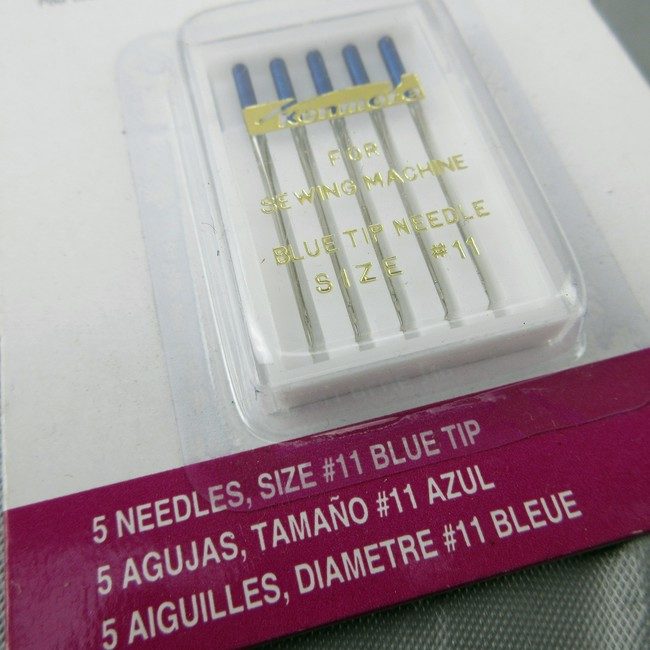 Kenmore
FOR
SEWING MACHINE
BLUE TIP NEEDLE
SIZE #11
5 NEEDLES, SIZE #11 BLUE TIP
5 AGUJAS, TAMAÑO #11 AZUL
5 AIGUILLES, DIAMETRE #11 BLEUE